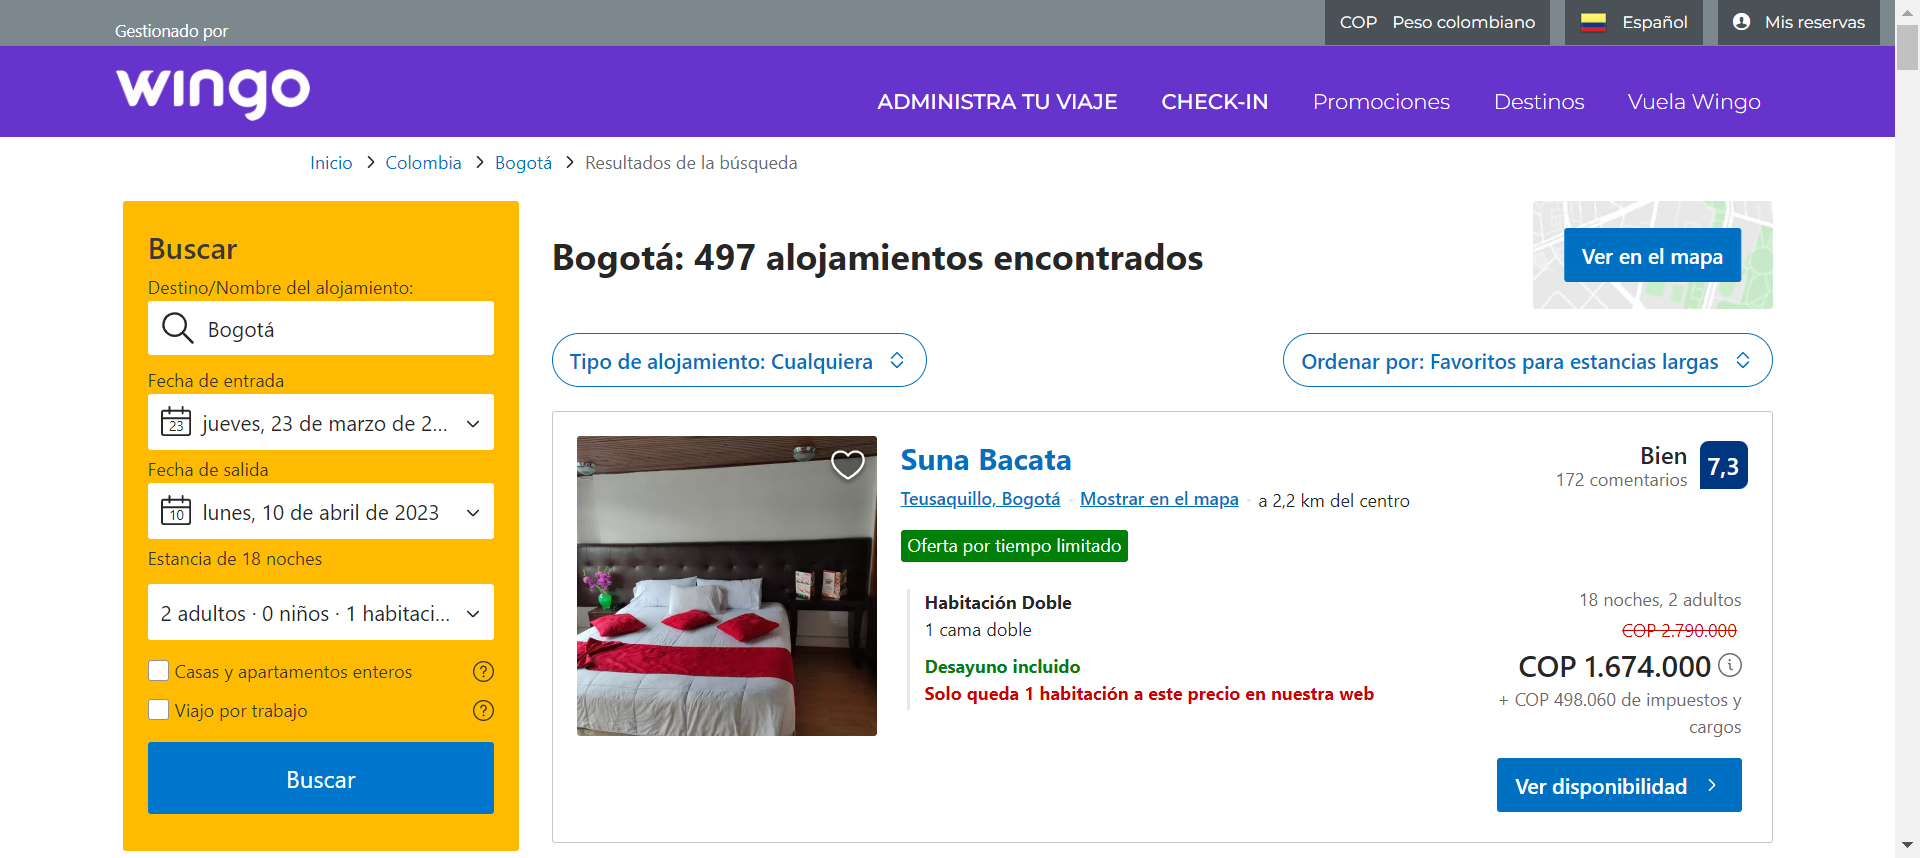 Gestionado por
COP Peso colombiano
Español
Mis reservas
wingo
ADMINISTRA TU VIAJE
CHECK-IN
Promociones
Destinos
Vuela Wingo
Inicio > Colombia > Bogotá > Resultados de la búsqueda
Buscar
Destino/Nombre del alojamiento:
Bogotá
Fecha de entrada
23
jueves, 23 de marzo de 2...
Fecha de salida
10
lunes, 10 de abril de 2023
Estancia de 18 noches
2 adultos · 0 niños · 1 habitaci...
Casas y apartamentos enteros
Viajo por trabajo
Buscar
Bogotá: 497 alojamientos encontrados
Ver en el mapa
Tipo de alojamiento: Cualquiera
Ordenar por: Favoritos para estancias largas
Suna Bacata
Bien
172 comentarios
7,3
Teusaquillo, Bogotá · Mostrar en el mapa · a 2,2 km del centro
Oferta por tiempo limitado
Habitación Doble
1 cama doble
Desayuno incluido
Solo queda 1 habitación a este precio en nuestra web
18 noches, 2 adultos
COP 2.790.000
COP 1.674.000
+ COP 498.060 de impuestos y
cargos
Ver disponibilidad